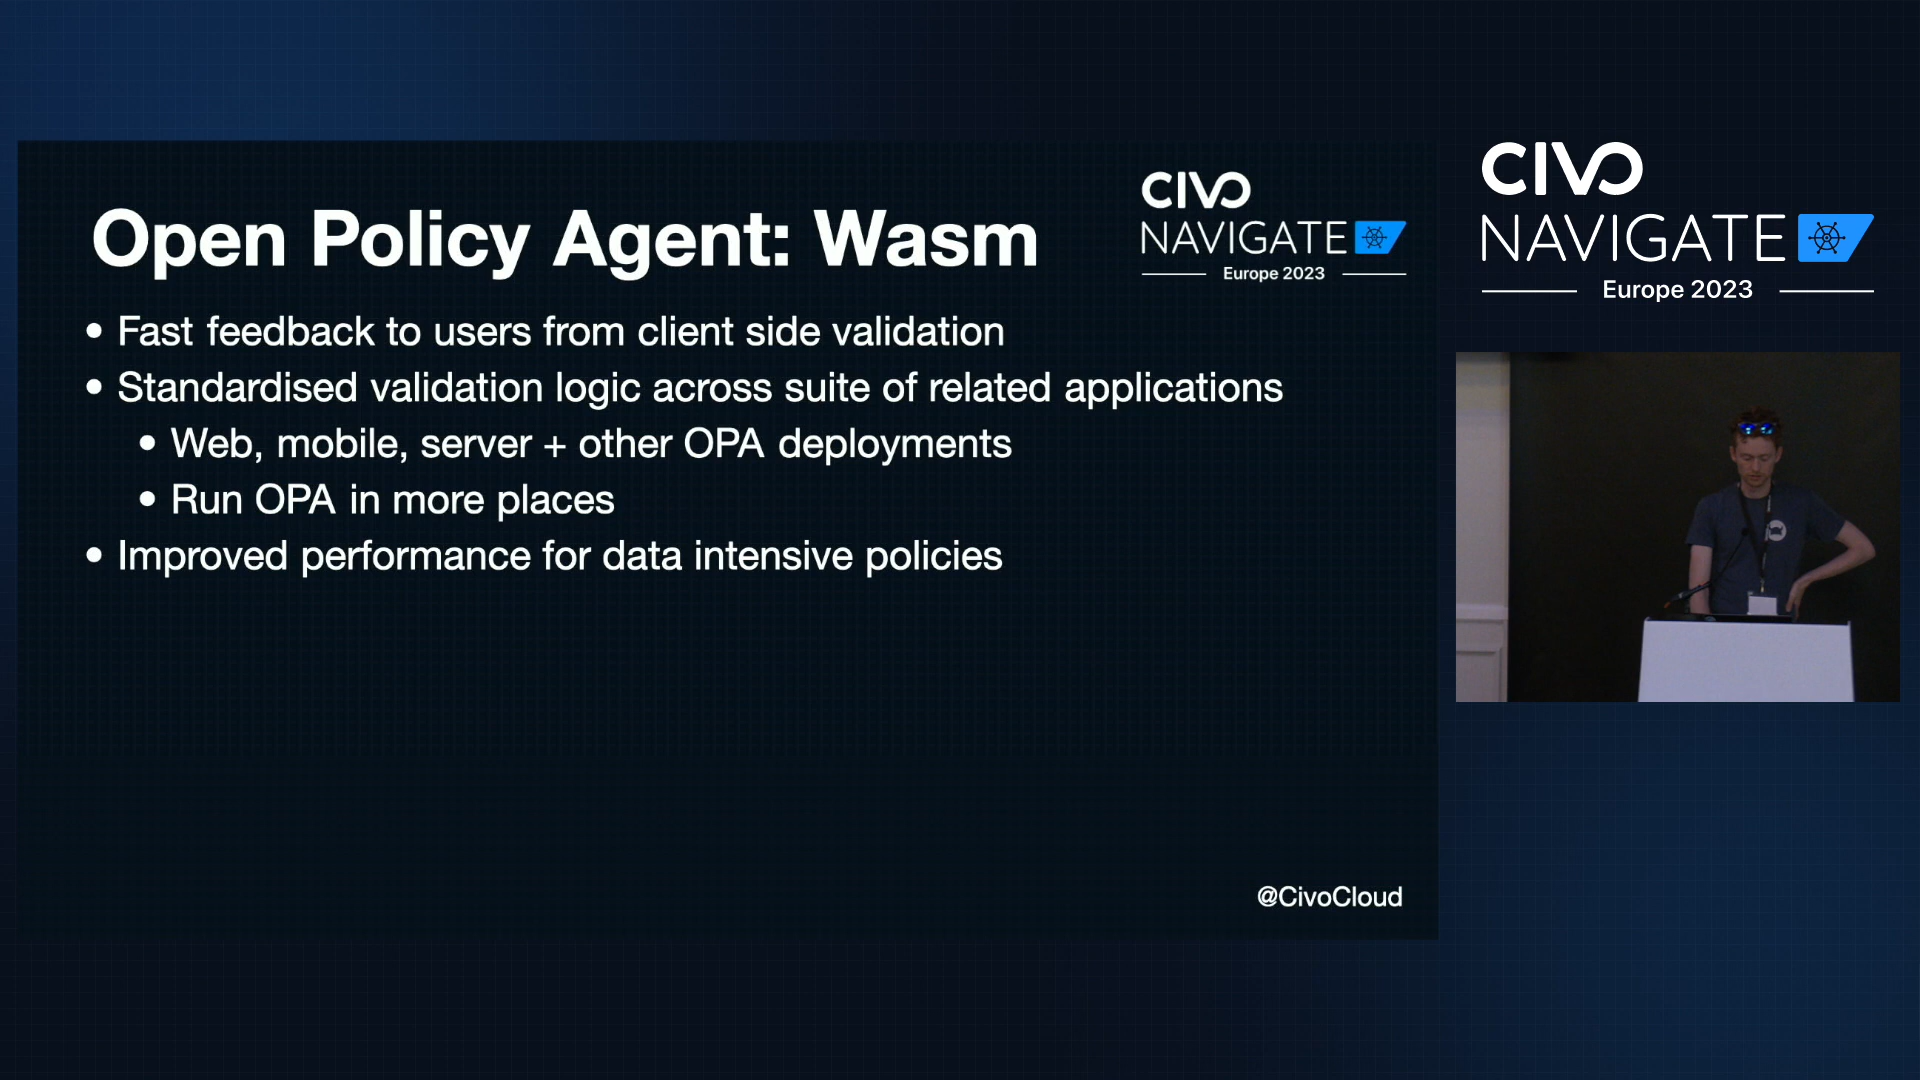 Open Policy Agent: Wasm
CIVO
NAVIGATE
Europe 2023
• Fast feedback to users from client side validation
• Standardised validation logic across suite of related applications
• Web, mobile, server + other OPA deployments
• Run OPA in more places
• Improved performance for data intensive policies
@CivoCloud
CIVO
NAVIGATE
Europe 2023